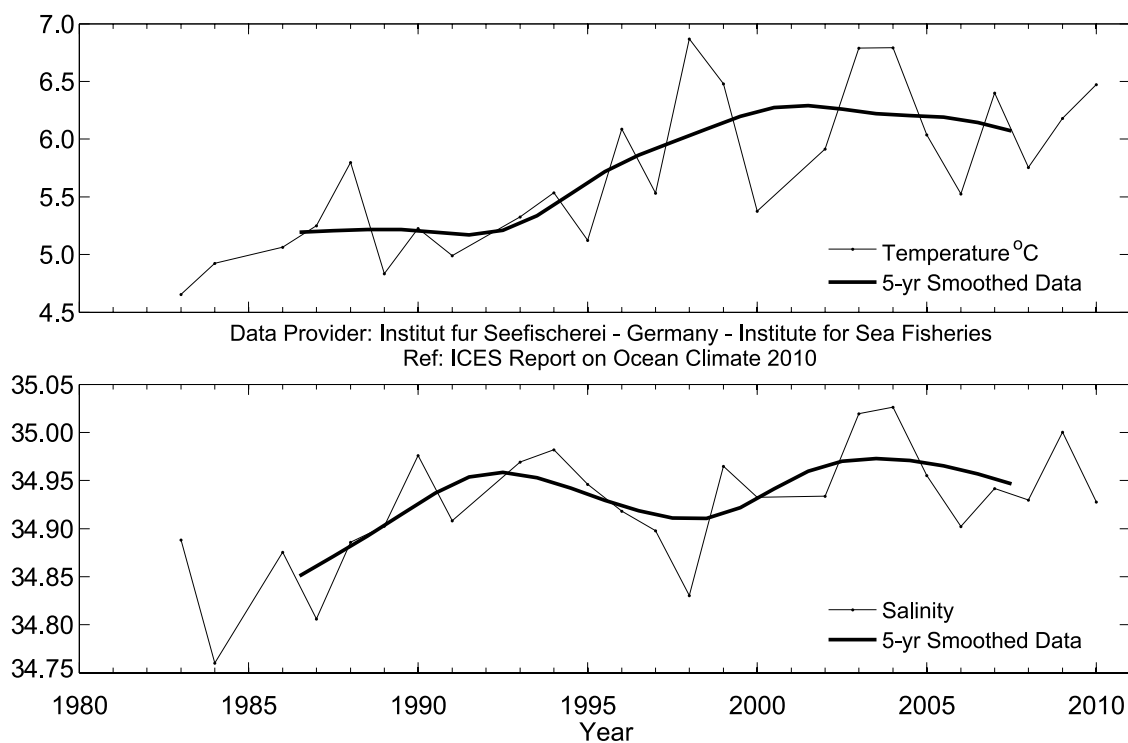 7.0
6.5
6.0
5.5
5.0
4.5
Temperature °C
5-yr Smoothed Data
Data Provider: Institut fur Seefischerei - Germany - Institute for Sea Fisheries
Ref: ICES Report on Ocean Climate 2010
35.05
35.00
34.95
34.90
34.85
34.80
34.75
Salinity
5-yr Smoothed Data
1980 1985 1990 1995 2000 2005 2010
Year